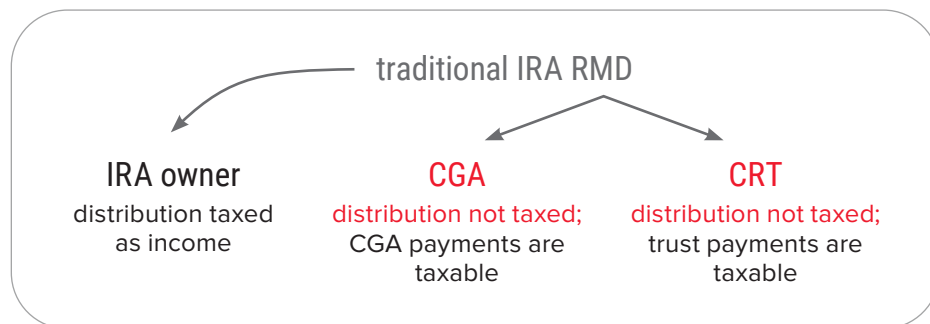 traditional IRA RMD
IRA owner
distribution taxed
as income
CGA
distribution not taxed;
CGA payments are
taxable
CRT
distribution not taxed;
trust payments are
taxable